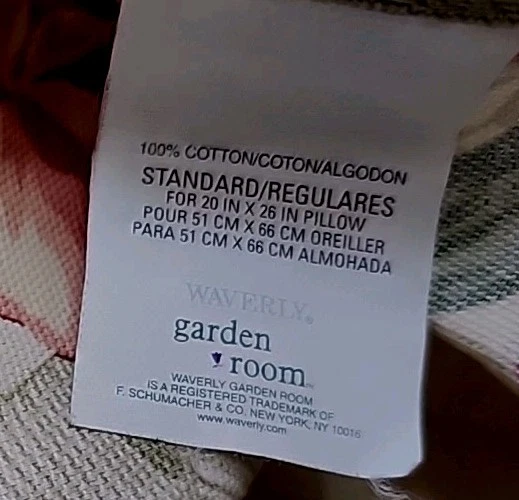 100% COTTON/COTON/ALGODON
STANDARD/REGULARES
FOR 20 IN X 26 IN PILLOW
POUR 51 CM X 66 CM OREILLER
PARA 51 CM X 66 CM ALMOHADA
WAVERLY®
garden
room™
WAVERLY GARDEN ROOM
IS A REGISTERED TRADEMARK OF
F. SCHUMACHER & CO. NEW YORK, NY 10016
www.waverly.com